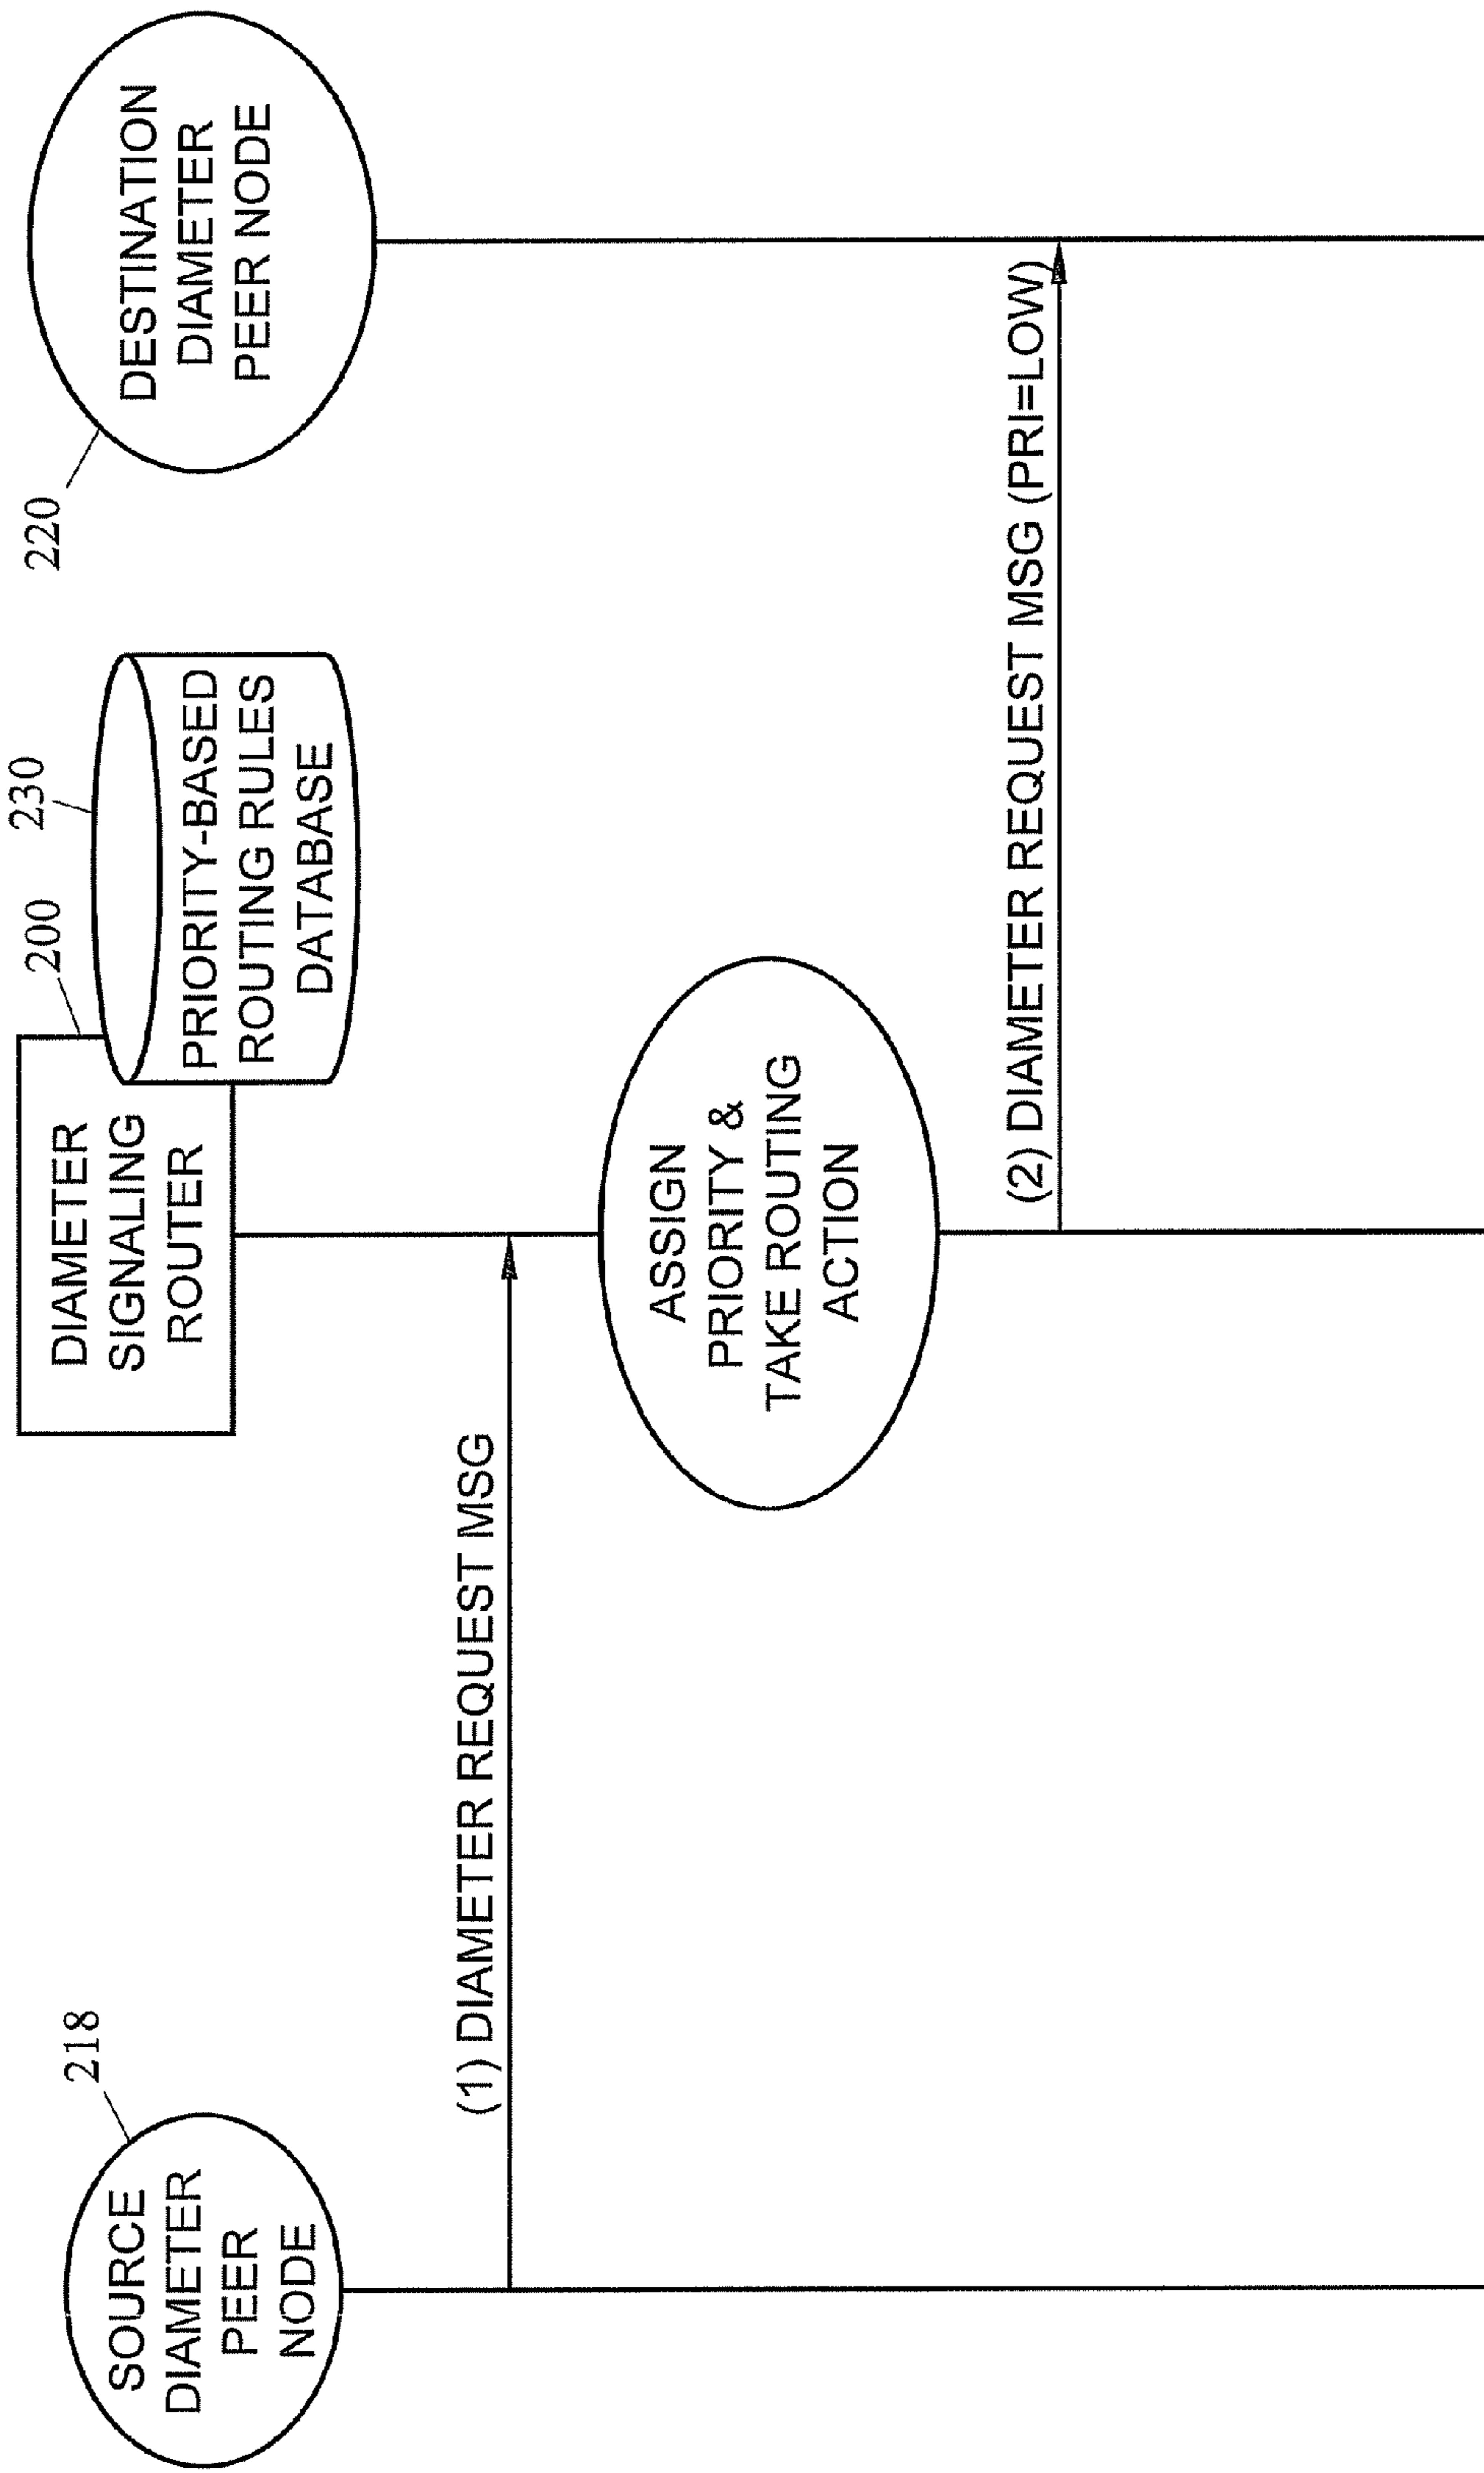 218
SOURCE
DIAMETER
PEER
NODE
200
DIAMETER
SIGNALING
ROUTER
230
PRIORITY-BASED
ROUTING RULES
DATABASE
220
DESTINATION
DIAMETER
PEER NODE
(1) DIAMETER REQUEST MSG
ASSIGN
PRIORITY &
TAKE ROUTING
ACTION
(2) DIAMETER REQUEST MSG (PRI=LOW)